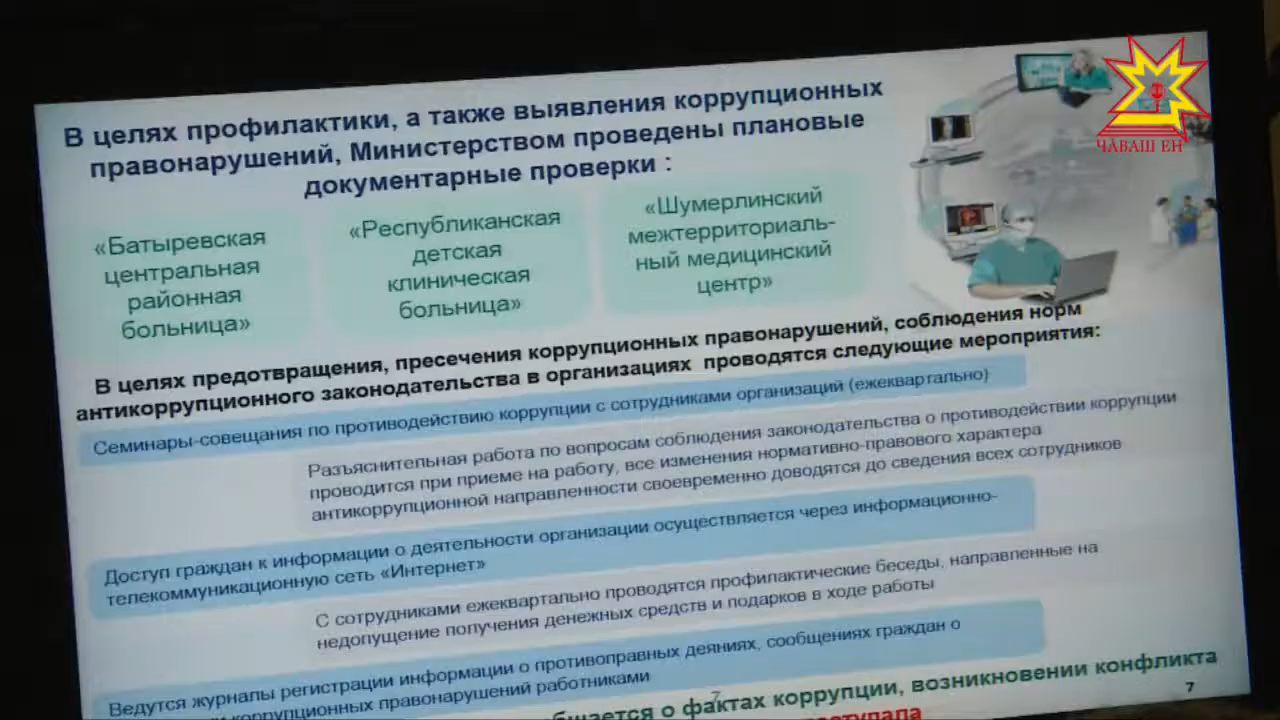 ЧӐВАШ ЕН
В целях профилактики, а также выявления коррупционных
правонарушений, Министерством проведены плановые
документарные проверки :
«Батыревская
центральная
районная
больница»
«Республиканская
детская
клиническая
больница»
«Шумерлинский
межтерриториаль-
ный медицинский
центр»
В целях предотвращения, пресечения коррупционных правонарушений, соблюдения норм
антикоррупционного законодательства в организациях проводятся следующие мероприятия:
Семинары-совещания по противодействию коррупции с сотрудниками организаций (ежеквартально)
Разъяснительная работа по вопросам соблюдения законодательства о противодействии коррупции
проводится при приеме на работу, все изменения нормативно-правового характера
антикоррупционной направленности своевременно доводятся до сведения всех сотрудников
Доступ граждан к информации о деятельности организации осуществляется через информационно-
телекоммуникационную сеть «Интернет»
С сотрудниками ежеквартально проводятся профилактические беседы, направленные на
недопущение получения денежных средств и подарков в ходе работы
Ведутся журналы регистрации информации о противоправных деяниях, сообщениях граждан о
коррупционных правонарушений работниками
7
о фактах коррупции, возникновении конфликта
7